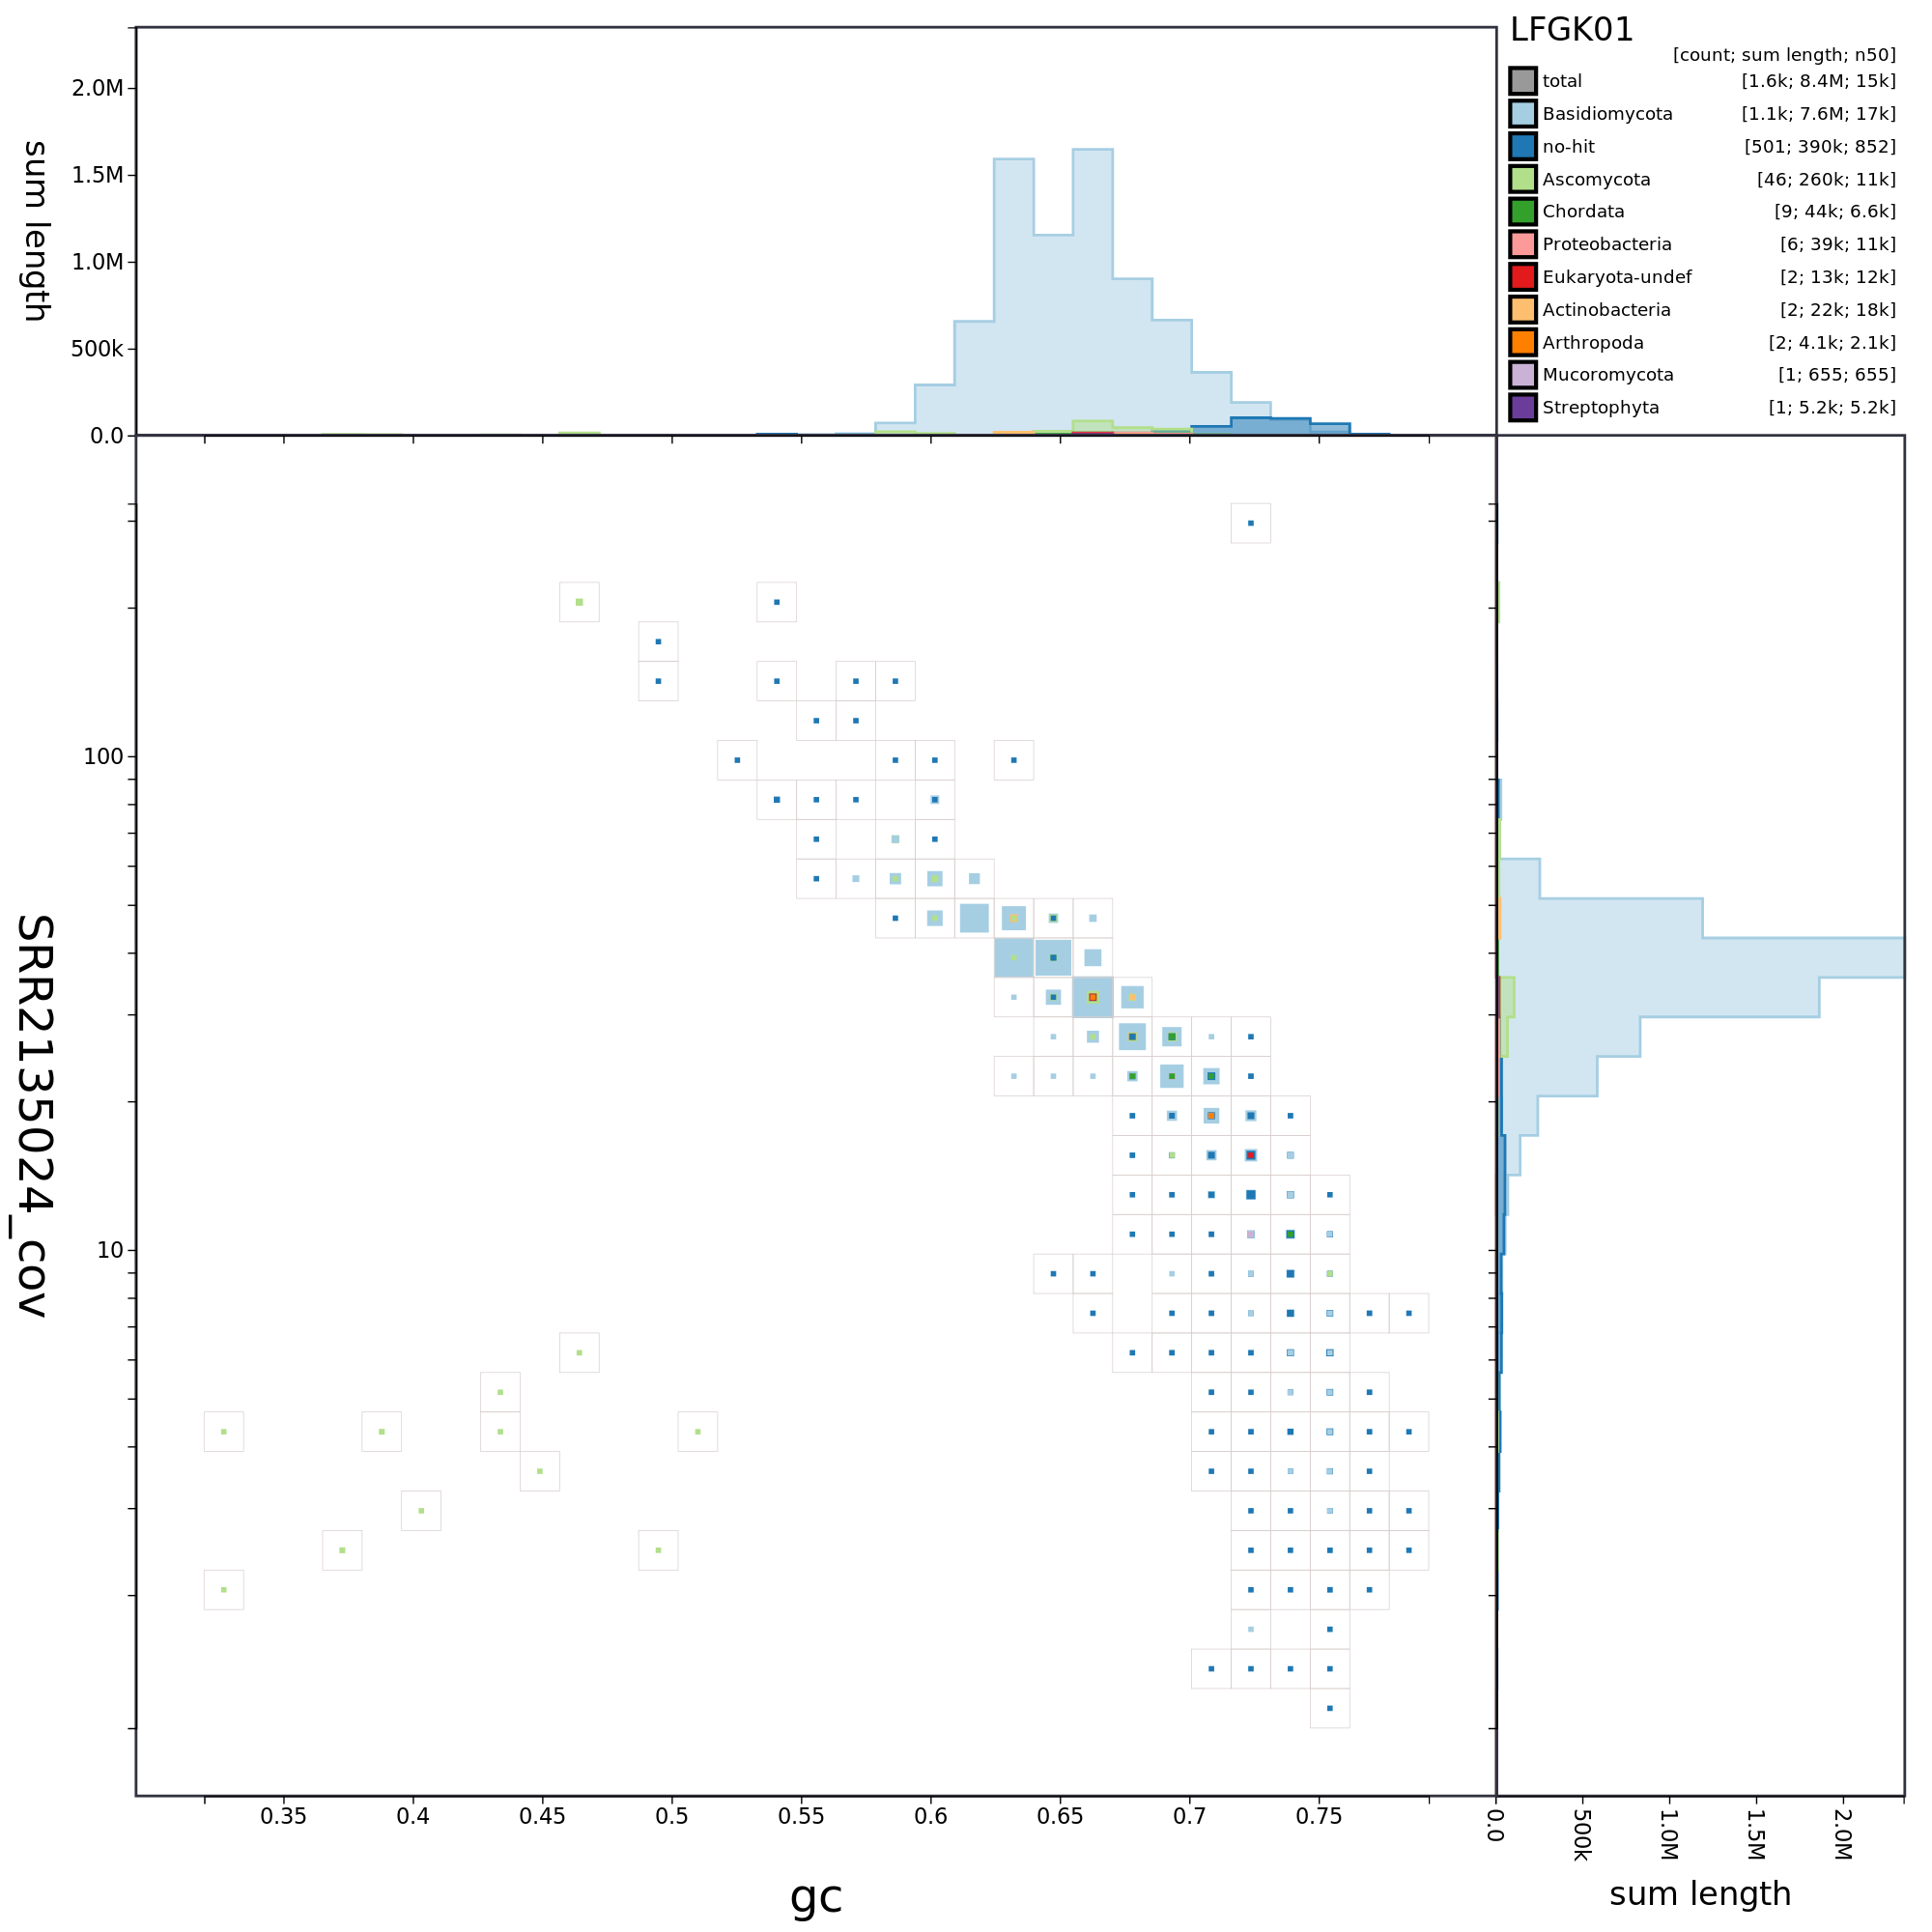 LFGK01
[count; sum length; n50]
total [1.6k; 8.4M; 15k]
Basidiomycota [1.1k; 7.6M; 17k]
no-hit [501; 390k; 852]
Ascomycota [46; 260k; 11k]
Chordata [9; 44k; 6.6k]
Proteobacteria [6; 39k; 11k]
Eukaryota-undef [2; 13k; 12k]
Actinobacteria [2; 22k; 18k]
Arthropoda [2; 4.1k; 2.1k]
Mucoromycota [1; 655; 655]
Streptophyta [1; 5.2k; 5.2k]
sum length
2.0M
1.5M
1.0M
500k
0.0
SRR2135024_cov
100
10
0.35 0.4 0.45 0.5 0.55 0.6 0.65 0.7 0.75
gc
0.0 500k 1.0M 1.5M 2.0M
sum length